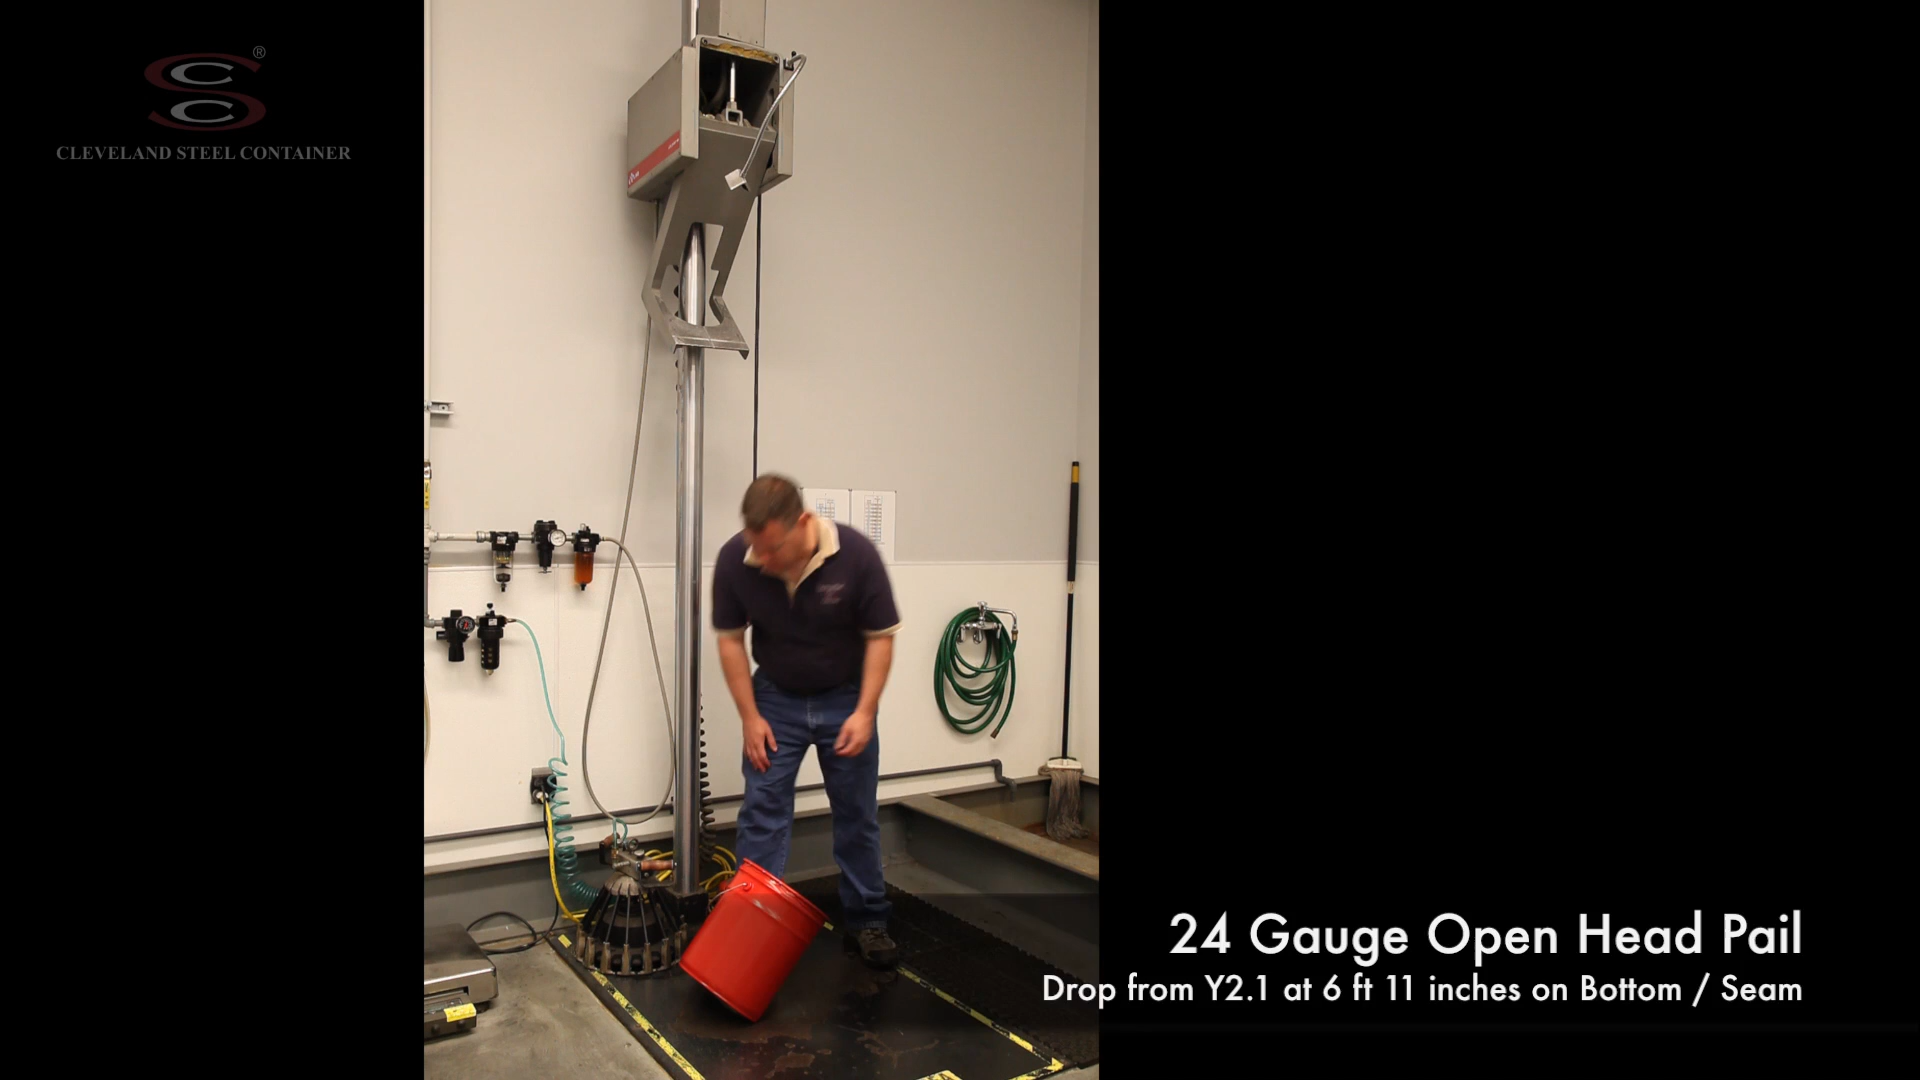 ®
CLEVELAND STEEL CONTAINER
24 Gauge Open Head Pail
Drop from Y2.1 at 6 ft 11 inches on Bottom / Seam